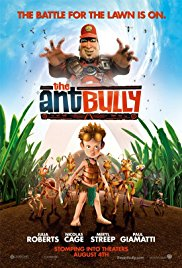 THE BATTLE FOR THE LAWN IS ON.
the
ant BULLY
JULIA ROBERTS NICOLAS CAGE MERYL STREEP PAUL GIAMATTI
STOMPING INTO THEATERS
AUGUST 4TH